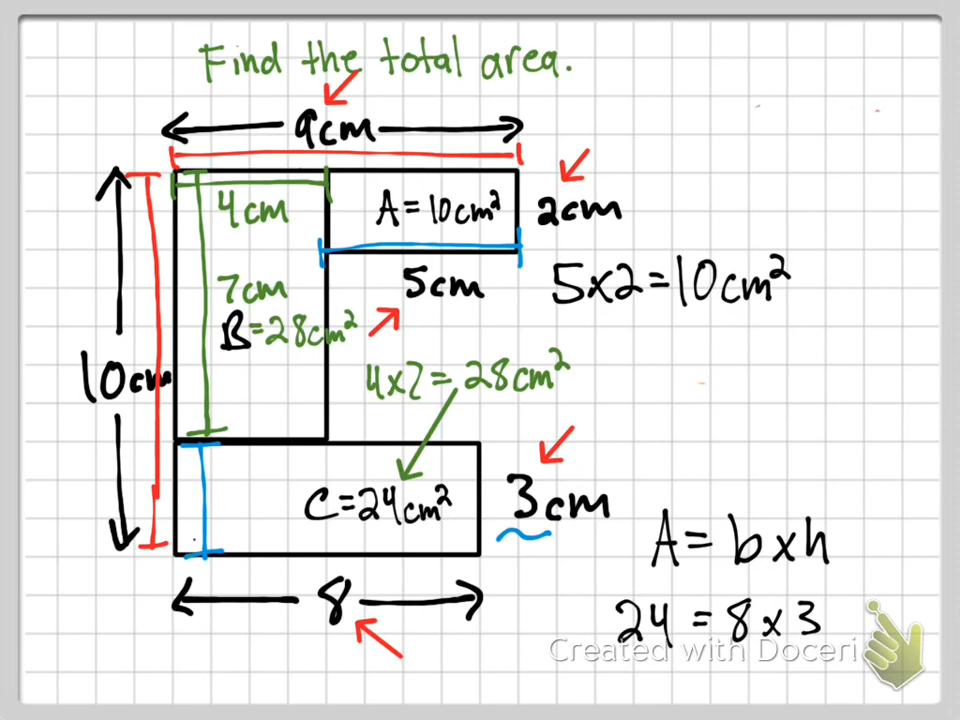 Find the total area.
9cm
4cm
A = 10cm²
2cm
7cm
5cm
5x2=10cm²
B=28cm²
10cm
4x7=28cm²
C=24cm²
3cm
A= bxh
8
24 = 8x3
Created with Doceri